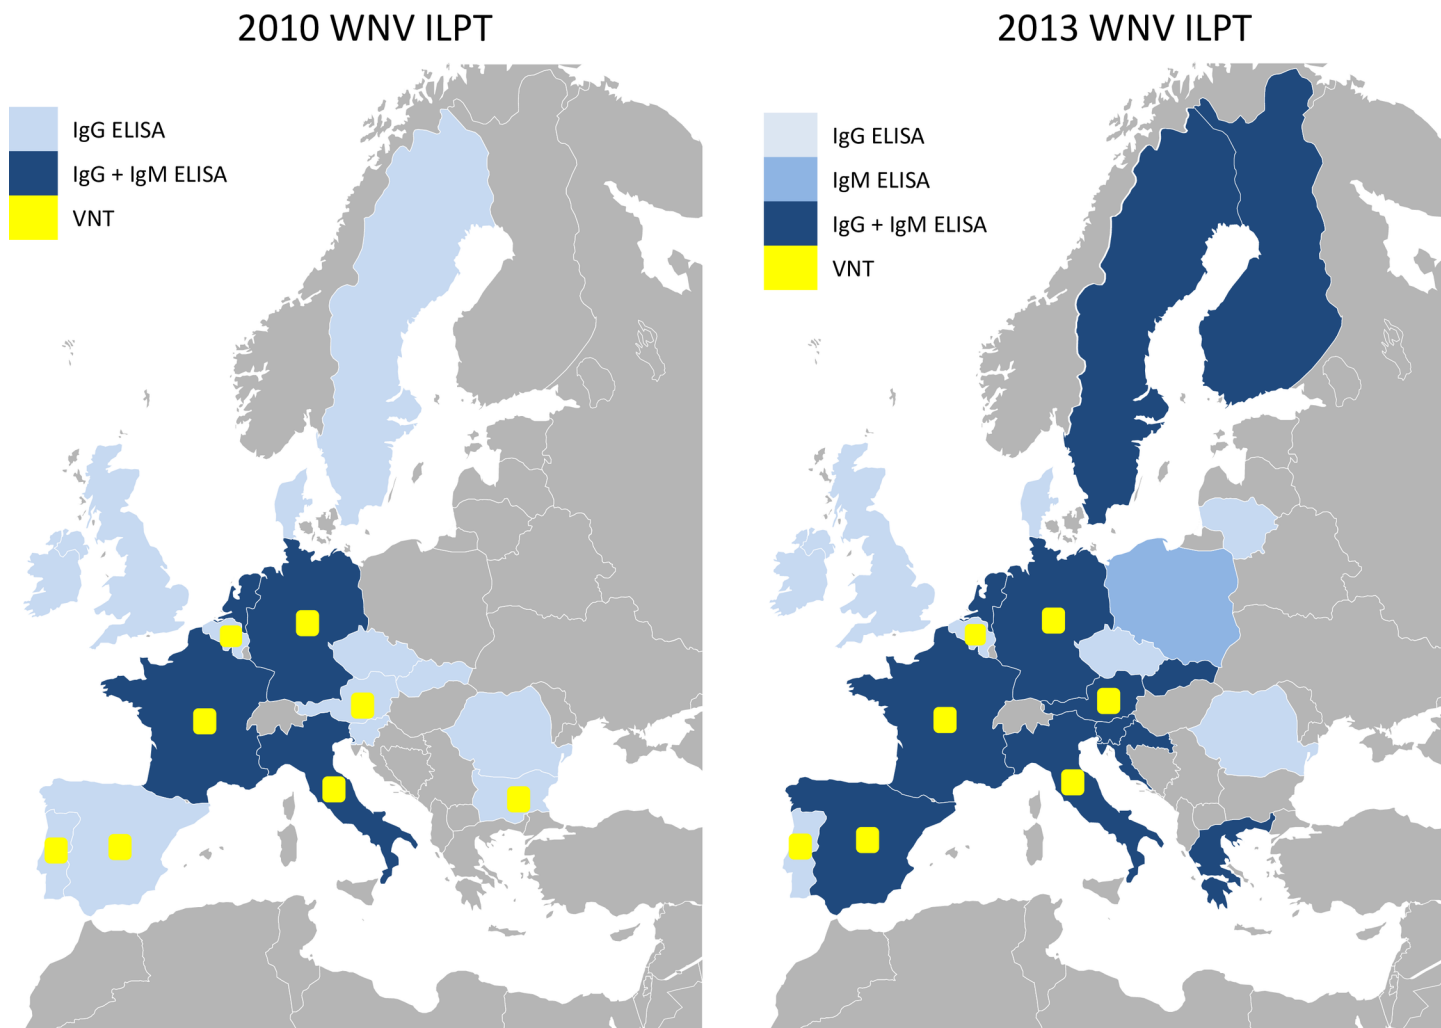 2010 WNV ILPT
IgG ELISA
IgG + IgM ELISA
VNT
2013 WNV ILPT
IgG ELISA
IgM ELISA
IgG + IgM ELISA
VNT